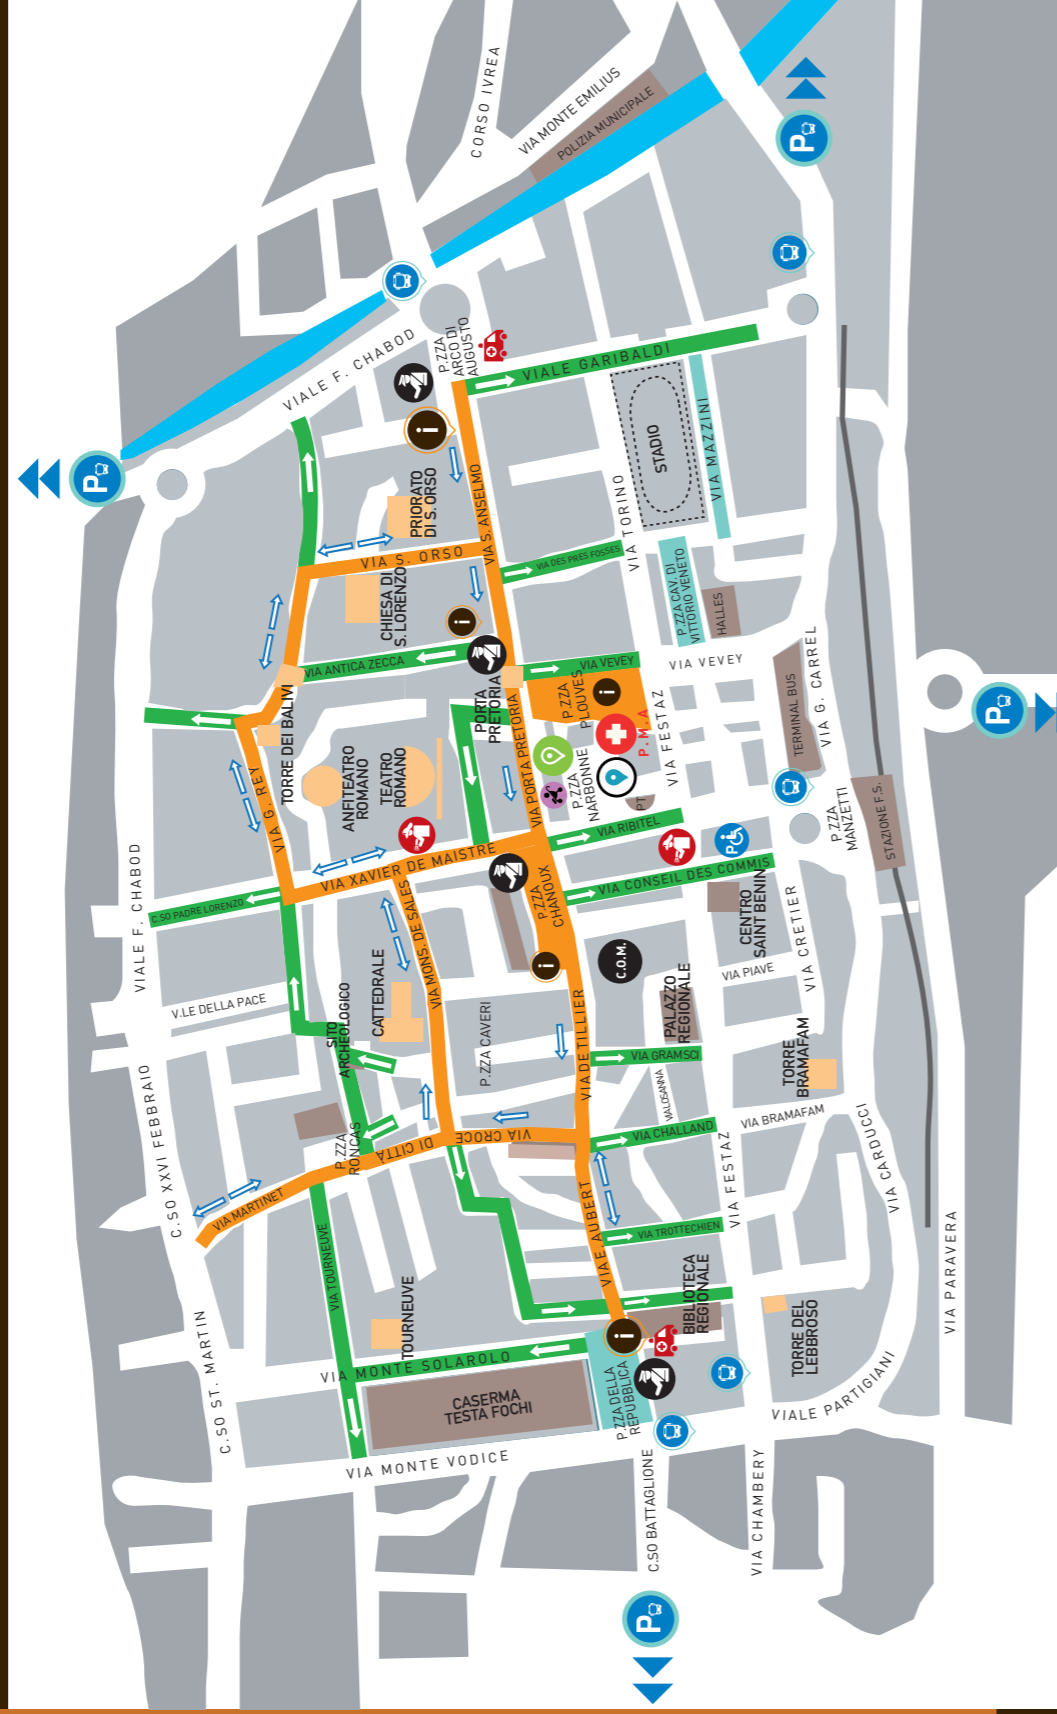 CORSO IVREA
VIA MONTE EMILIUS
POLIZIA MUNICIPALE
P
P
VIALE F. CHABOD
P.ZZA
ARCO DI
AUGUSTO
VIALE GARIBALDI
STADIO
VIA MAZZINI
i
PRIORATO
DI S. ORSO
VIA S. ANSELMO
VIA TORINO
VIA S. ORSO
VIA DES PRES FOSSES
CHIESA DI
S. LORENZO
P.ZZA CAV. DI
VITTORIO VENETO
HALLES
i
VIA ANTICA ZECCA
VIA VEVEY
VIA VEVEY
PORTA
PRETORIA
P.ZZA
PLOUVES
i
P.M.A
VIA FESTAZ
TERMINAL BUS
VIA G. CARREL
P
TORRE DEI BALIVI
VIA G. REY
ANFITEATRO
ROMANO
TEATRO
ROMANO
VIA PORTA PRETORIA
P.ZZA
NARBONNE
PT
VIA RIBITEL
P
P.ZZA
MANZETTI
STAZIONE F.S.
VIALE F. CHABOD
C.SO PADRE LORENZO
VIA XAVIER DE MAISTRE
P.ZZA
CHANOUX
VIA CONSEIL DES COMMIS
CENTRO
SAINT BENIN
VIA CRETIER
VIA MONS. DE SALES
CATTEDRALE
i
C.O.M.
VIA PIAVE
V.LE DELLA PACE
SITO
ARCHEOLOGICO
P.ZZA CAVERI
VIA DE TILLIER
PALAZZO
REGIONALE
VIA GRAMSCI
VALOSANNA
TORRE
BRAMAFAM
VIA BRAMAFAM
C.SO XXVI FEBBRAIO
P.ZZA
RONCAS
VIA CROCE
DI CITTÀ
VIA CHALLAND
VIA FESTAZ
VIA CARDUCCI
VIA MARTINET
VIA TOURNEUVE
VIA E. AUBERT
VIA TROTTECHIEN
VIA PARAVERA
TOURNEUVE
BIBLIOTECA
REGIONALE
i
TORRE DEL
LEBBROSO
C.SO ST. MARTIN
VIA MONTE SOLAROLO
CASERMA
TESTA FOCHI
P.ZZA DELLA
REPUBBLICA
VIALE PARTIGIANI
VIA MONTE VODICE
C.SO BATTAGLIONE
VIA CHAMBERY
P